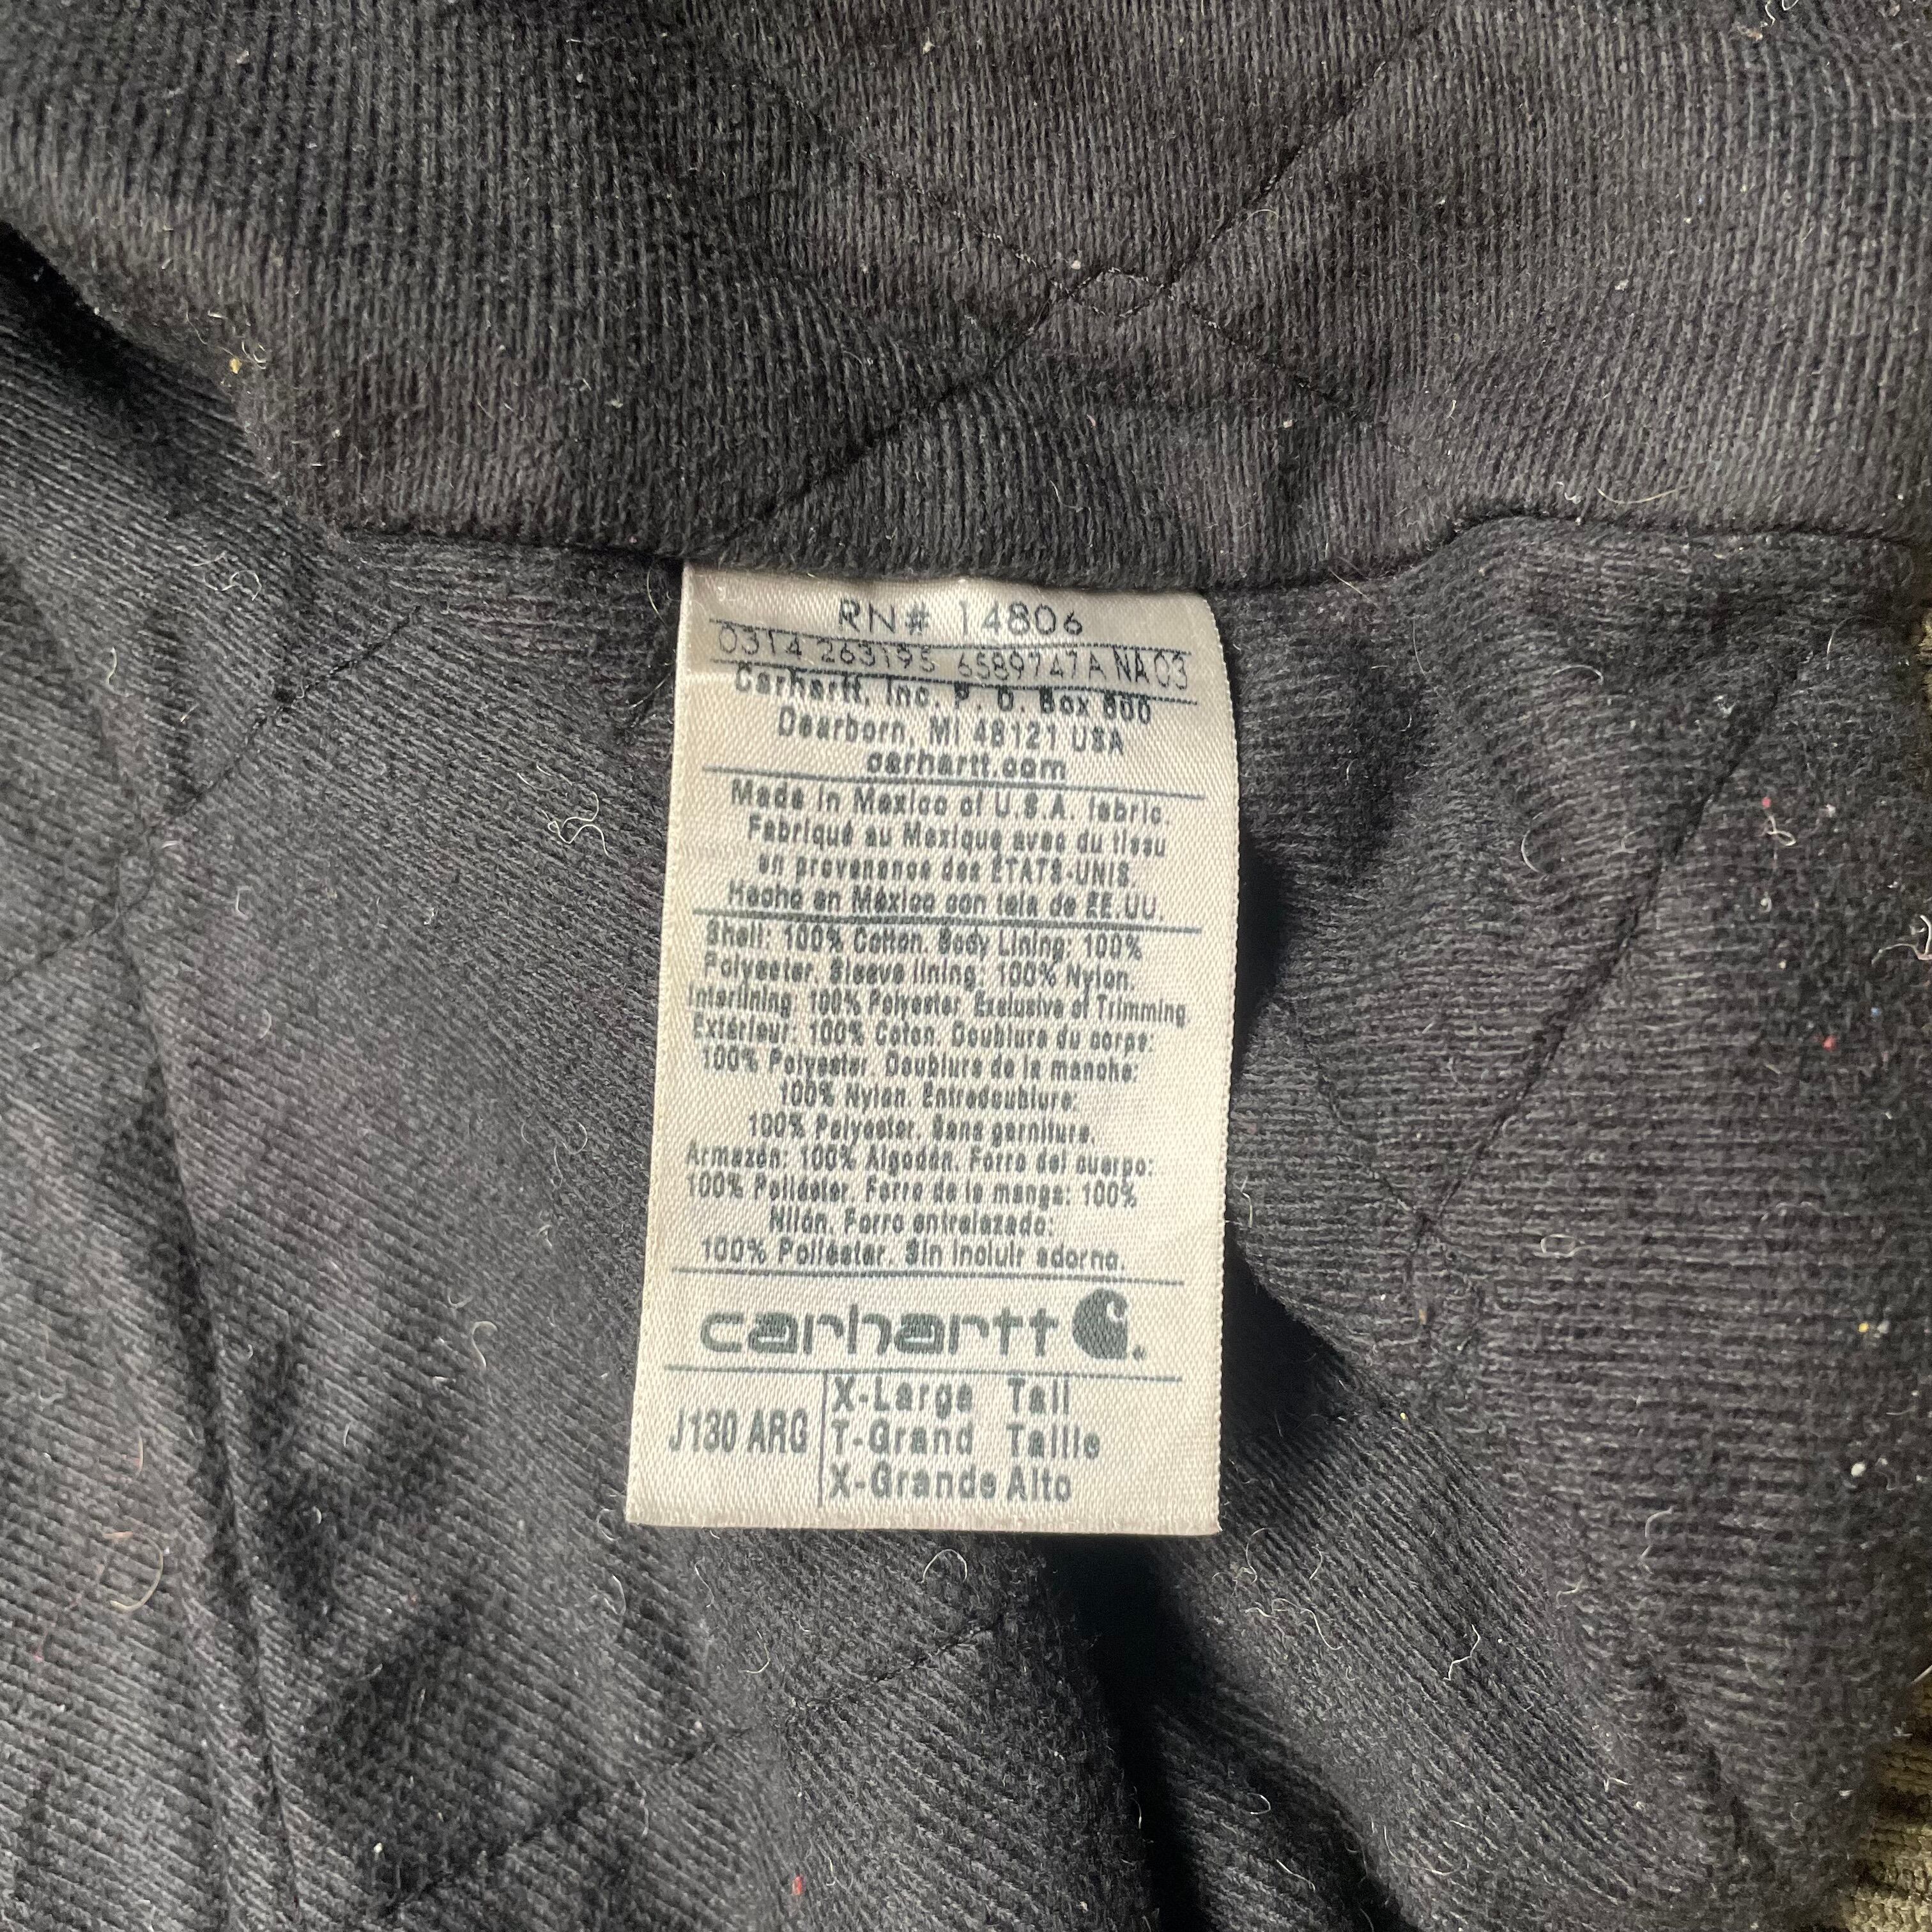 RN# 14806
0314 263195 6589747A NA 03
Carhartt, Inc. P. O. Box 600
Dearborn, MI 48121 USA
carhartt.com
Made in Mexico of U.S.A. fabric.
Fabriqué au Mexique avec du tissu
en provenance des ÉTATS-UNIS.
Hecho en México con tela de EE.UU.
Shell: 100% Cotton. Body Lining: 100%
Polyester. Sleeve lining: 100% Nylon.
Interlining: 100% Polyester. Exclusive of Trimming
Extérieur: 100% Coton. Doublure du corps:
100% Polyester. Doublure de la manche:
100% Nylon. Entredoublure:
100% Polyester. Sans garniture.
Armazón: 100% Algodón. Forro del cuerpo:
100% Poliéster. Forro de la manga: 100%
Nilón. Forro entrelazado:
100% Poliéster. Sin incluir adorno.
carhartt
J130 ARG
X-Large Tall
T-Grand Taille
X-Grande Alto